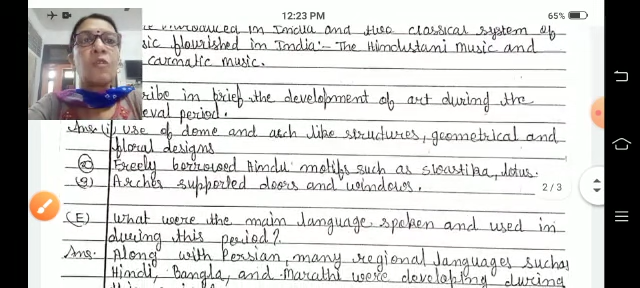 12:23 PM
65%
introduced in India and two classical system of
sic flourished in India:- The Hindustani music and
carnatic music.
ribe in brief the development of art during the
eval period.
Ans:(i) use of dome and arch like structures, geometrical and
floral designs
(2) Freely borrowed Hindu motifs such as swastika, lotus.
(3) Arches supported doors and windows.
2/3
(E) What were the main language spoken and used in
during this period?
Ans. Along with Persian, many regional languages suchas
Hindi, Bangla, and Marathi were developing during